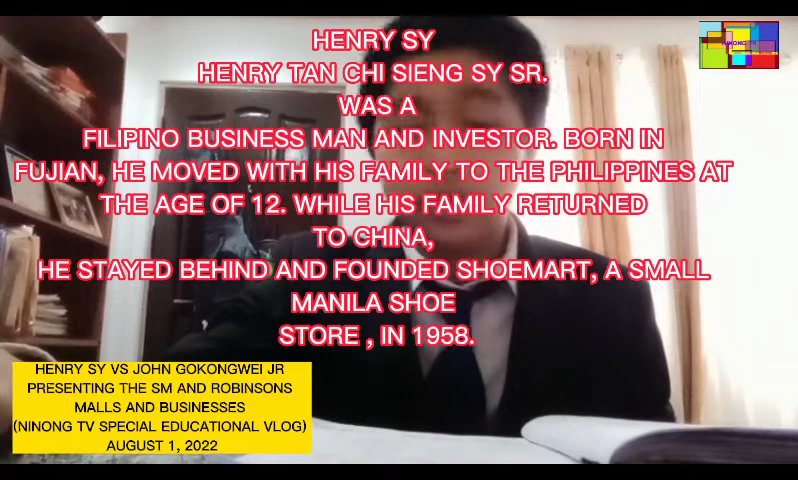 NINONG TV
HENRY SY
HENRY TAN CHI SIENG SY SR.
WAS A
FILIPINO BUSINESS MAN AND INVESTOR. BORN IN
FUJIAN, HE MOVED WITH HIS FAMILY TO THE PHILIPPINES AT
THE AGE OF 12. WHILE HIS FAMILY RETURNED
TO CHINA,
HE STAYED BEHIND AND FOUNDED SHOEMART, A SMALL
MANILA SHOE
STORE , IN 1958.
HENRY SY VS JOHN GOKONGWEI JR
PRESENTING THE SM AND ROBINSONS
MALLS AND BUSINESSES
(NINONG TV SPECIAL EDUCATIONAL VLOG)
AUGUST 1, 2022